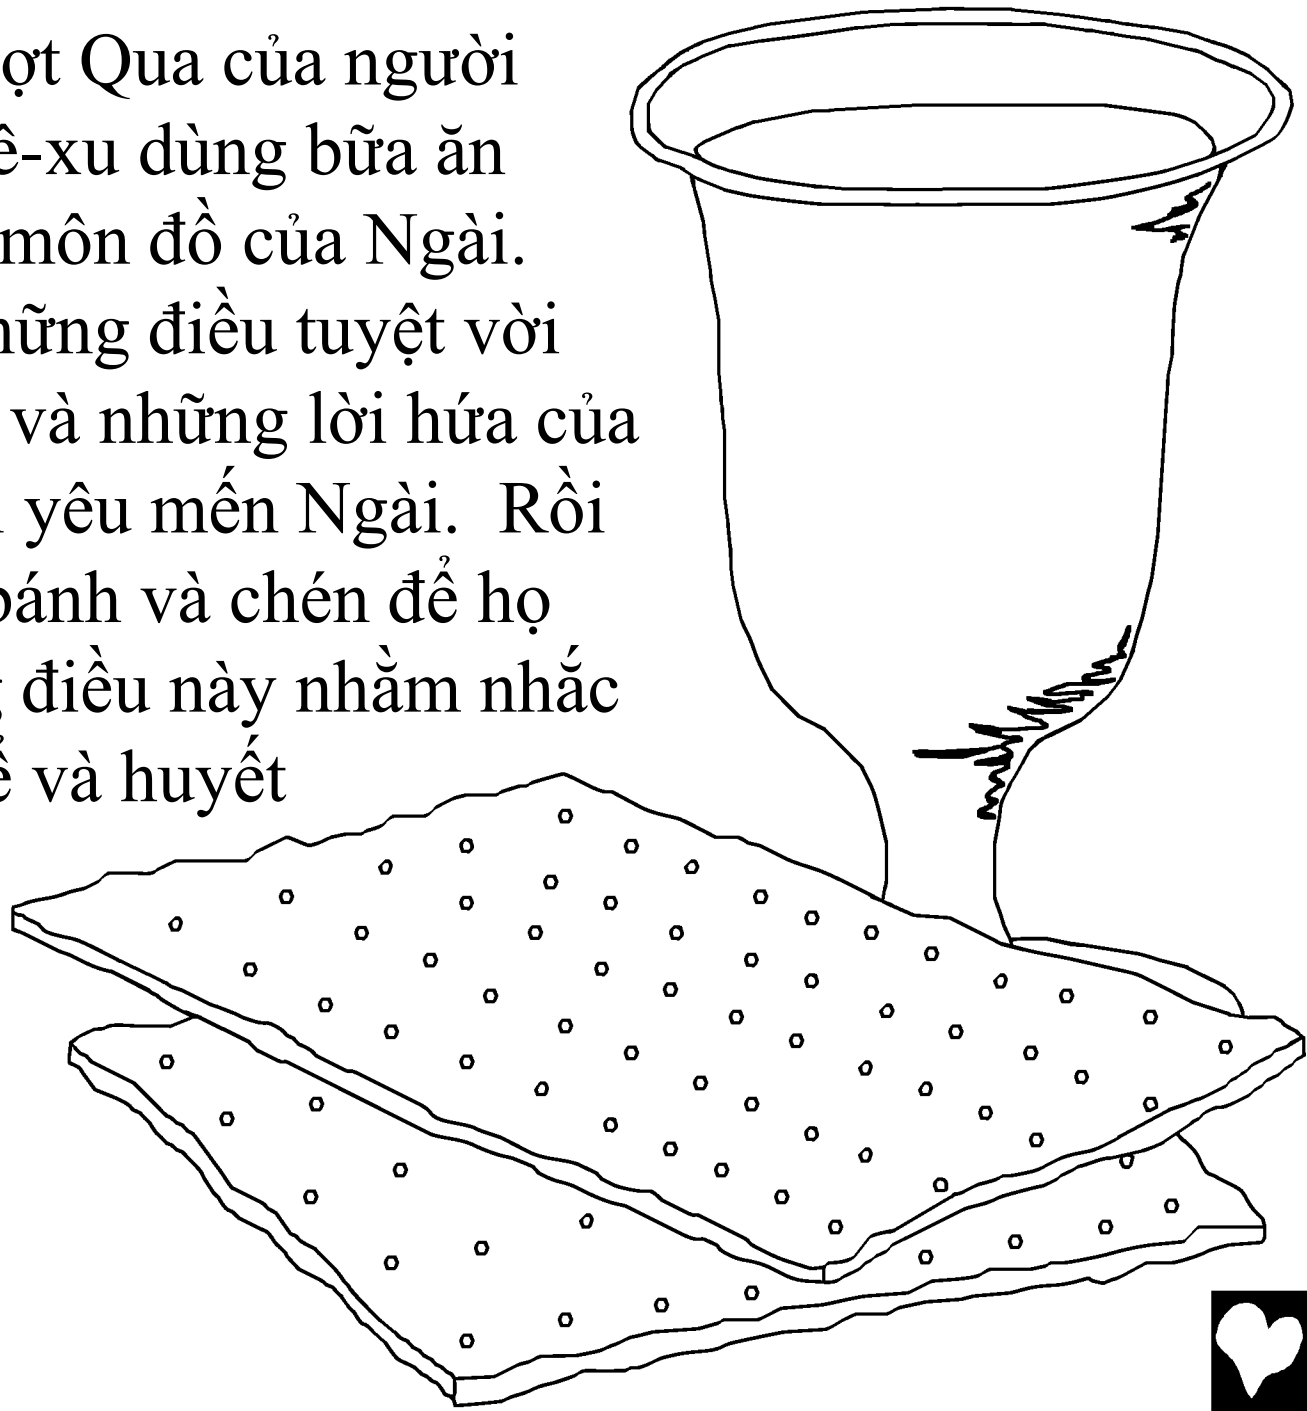 ợt Qua của người
ê-xu dùng bữa ăn
môn đồ của Ngài.
hững điều tuyệt vời
và những lời hứa của
yêu mến Ngài. Rồi
bánh và chén để họ
điều này nhằm nhắc
ể và huyết